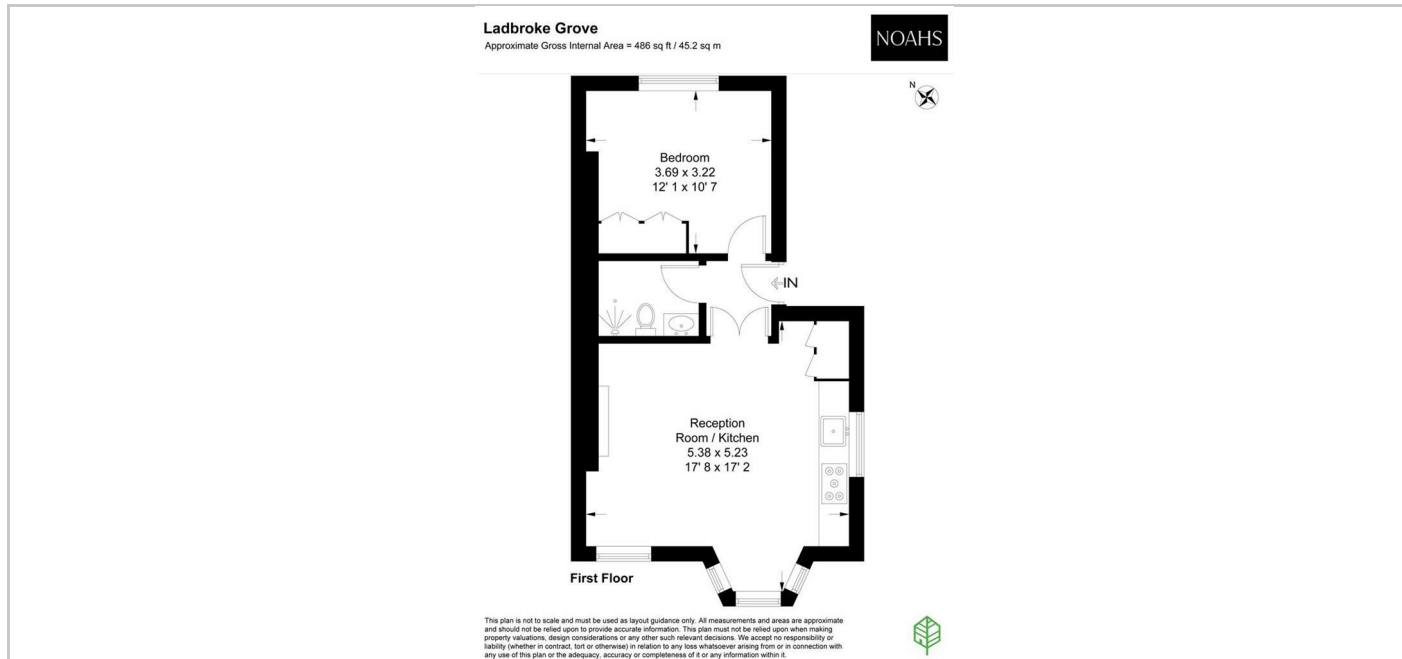 Ladbroke Grove
Approximate Gross Internal Area = 486 sq ft / 45.2 sq m
NOAHS
N
Bedroom
3.69 x 3.22
12' 1 x 10' 7
IN
Reception
Room / Kitchen
5.38 x 5.23
17' 8 x 17' 2
First Floor
This plan is not to scale and must be used as layout guidance only. All measurements and areas are approximate
and should not be relied upon to provide accurate information. This plan must not be relied upon when making
property valuations, design considerations or any other such relevant decisions. We accept no responsibility or
liability (whether in contract, tort or otherwise) in relation to any loss whatsoever arising from or in connection with
any use of this plan or the adequacy, accuracy or completeness of it or any information within it.